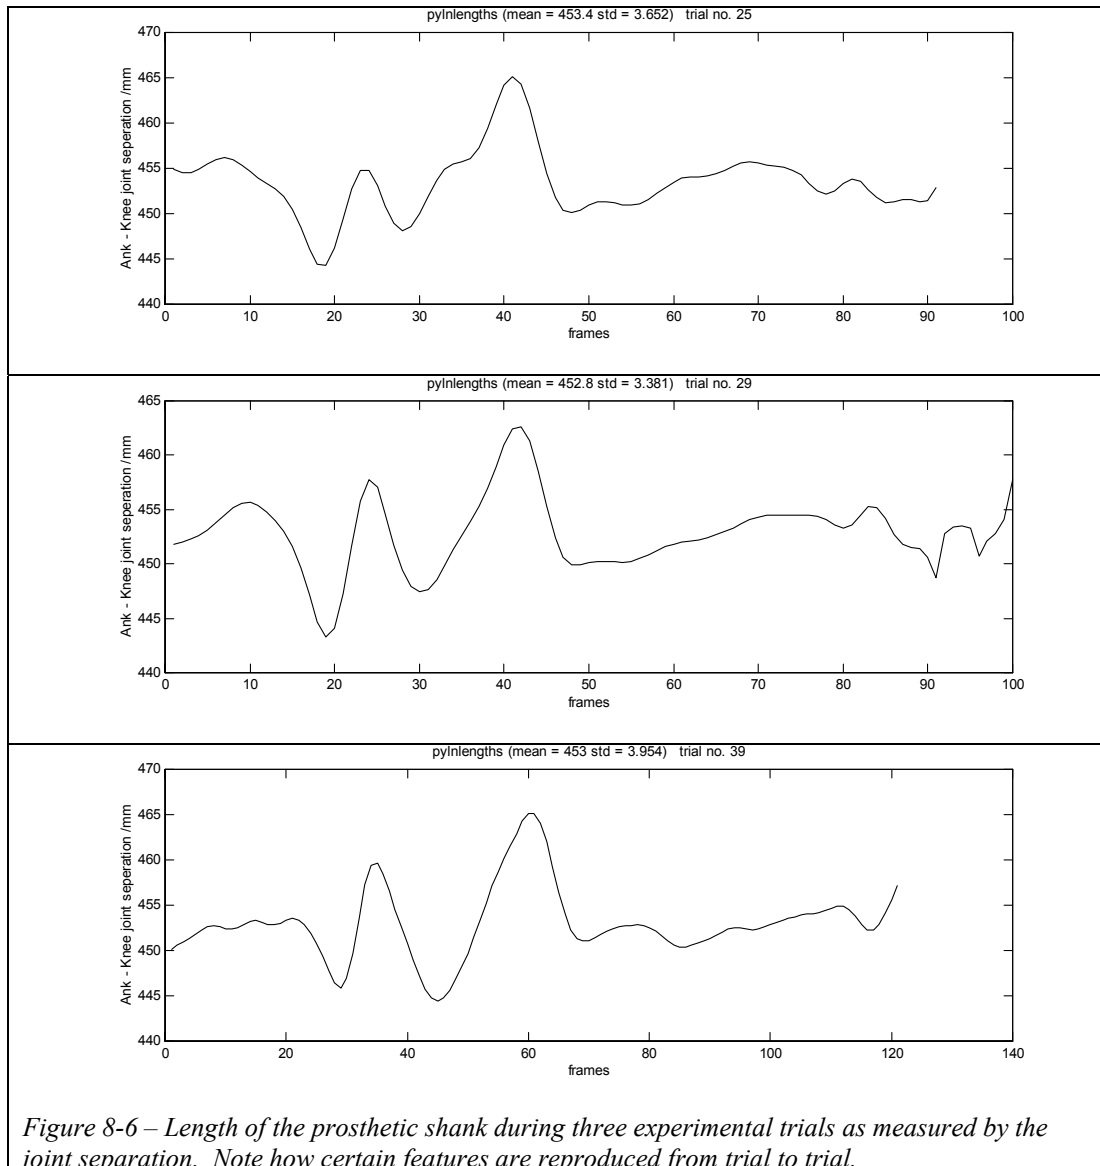 pylnlengths (mean = 453.4 std = 3.652) trial no. 25
470
465
460
455
450
445
440
Ank - Knee joint seperation /mm
0 10 20 30 40 50 60 70 80 90 100
frames
pylnlengths (mean = 452.8 std = 3.381) trial no. 29
465
460
455
450
445
440
Ank - Knee joint seperation /mm
0 10 20 30 40 50 60 70 80 90 100
frames
pylnlengths (mean = 453 std = 3.954) trial no. 39
470
465
460
455
450
445
440
Ank - Knee joint seperation /mm
0 20 40 60 80 100 120 140
frames
Figure 8-6 – Length of the prosthetic shank during three experimental trials as measured by the
joint separation. Note how certain features are reproduced from trial to trial.